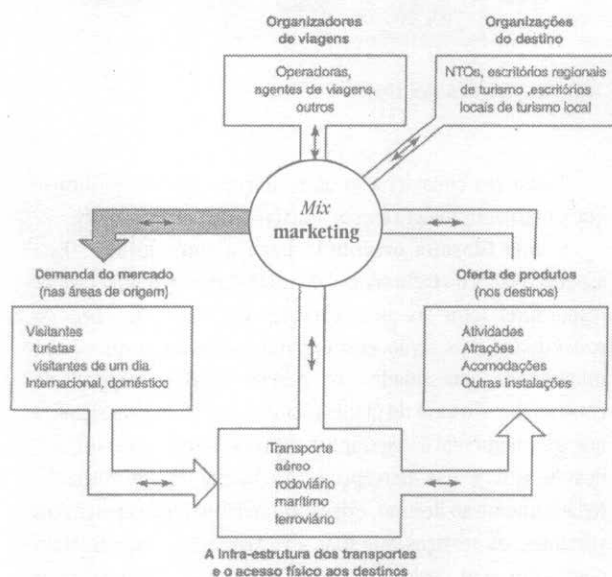 Organizadores
de viagens
Organizações
do destino
Operadoras,
agentes de viagens,
outros
NTOs, escritórios regionais
de turismo ,escritórios
locais de turismo local
Mix
marketing
Demanda do mercado
(nas áreas de origem)
Oferta de produtos
(nos destinos)
Visitantes
turistas
visitantes de um dia
Internacional, doméstico
Atividades
Atrações
Acomodações
Outras instalações
Transporte
aéreo
rodoviário
marítimo
ferroviário
A infra-estrutura dos transportes
e o acesso físico aos destinos